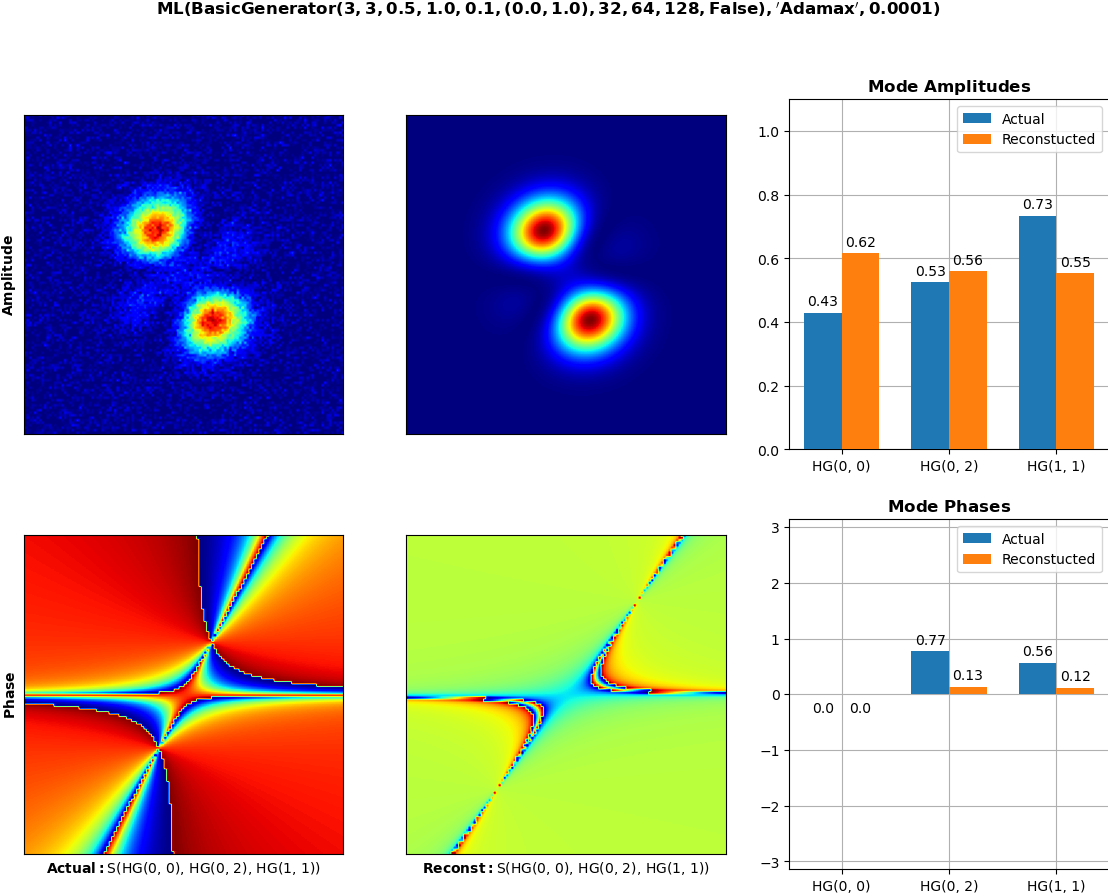 ML(BasicGenerator(3, 3, 0.5, 1.0, 0.1, (0.0, 1.0), 32, 64, 128, False), ′Adamax′, 0.0001)
Amplitude
Mode Amplitudes
Actual
Reconstucted
1.0
0.8
0.6
0.4
0.2
0.0
0.43
0.62
0.53
0.56
0.73
0.55
HG(0, 0)
HG(0, 2)
HG(1, 1)
Phase
Actual: S(HG(0, 0), HG(0, 2), HG(1, 1))
Reconst: S(HG(0, 0), HG(0, 2), HG(1, 1))
Mode Phases
Actual
Reconstucted
3
2
1
0
−1
−2
−3
0.0
0.0
0.77
0.13
0.56
0.12
HG(0, 0)
HG(0, 2)
HG(1, 1)